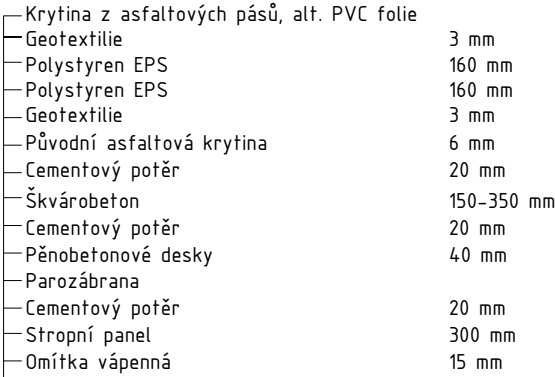 Krytina z asfaltových pásů, alt. PVC folie
Geotextilie 3 mm
Polystyren EPS 160 mm
Polystyren EPS 160 mm
Geotextilie 3 mm
Původní asfaltová krytina 6 mm
Cementový potěr 20 mm
Škvárobeton 150-350 mm
Cementový potěr 20 mm
Pěnobetonové desky 40 mm
Parozábrana
Cementový potěr 20 mm
Stropní panel 300 mm
Omítka vápenná 15 mm